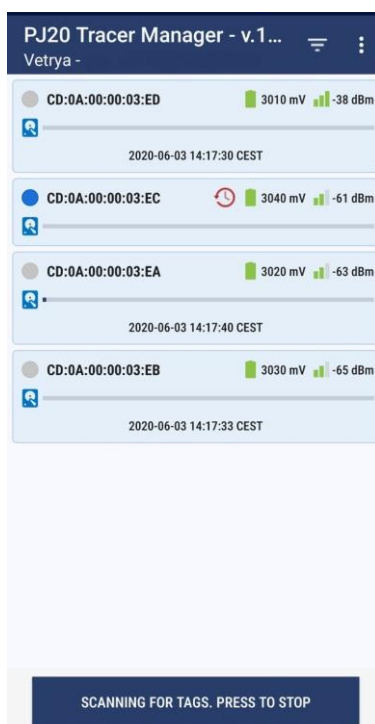 PJ20 Tracer Manager - v.1...
Vetrya -
CD:0A:00:00:03:ED 3010 mV -38 dBm
2020-06-03 14:17:30 CEST
CD:0A:00:00:03:EC 3040 mV -61 dBm
CD:0A:00:00:03:EA 3020 mV -63 dBm
2020-06-03 14:17:40 CEST
CD:0A:00:00:03:EB 3030 mV -65 dBm
2020-06-03 14:17:33 CEST
SCANNING FOR TAGS. PRESS TO STOP